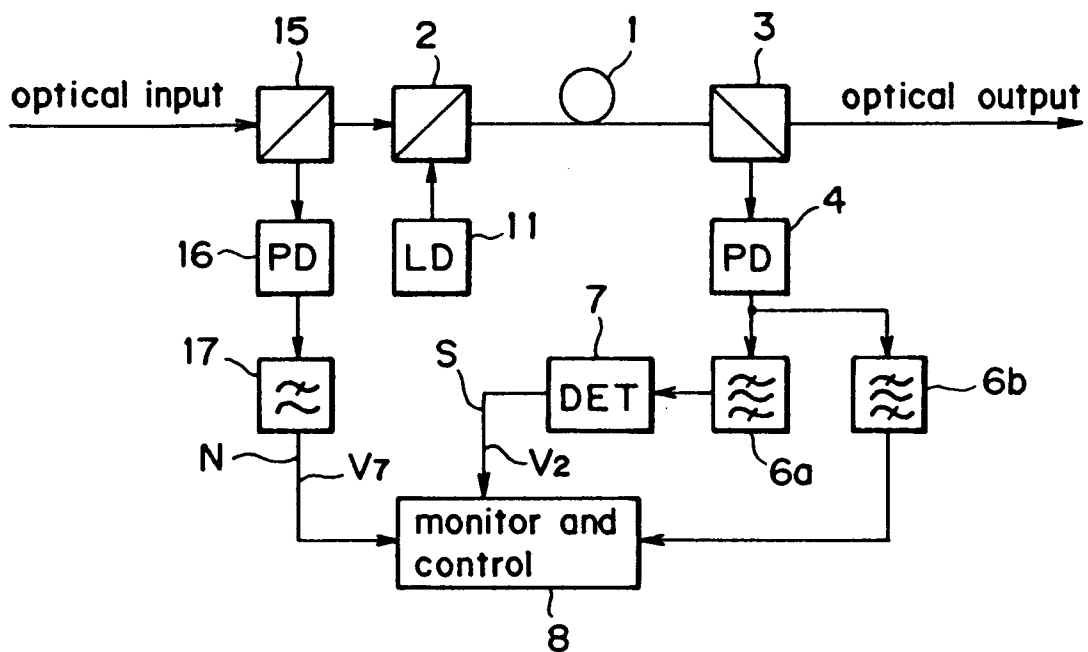 15
2
1
3
optical input
optical output
16
PD
LD
11
PD
4
17
S
7
DET
6b
N
V7
V2
6a
monitor and
control
8